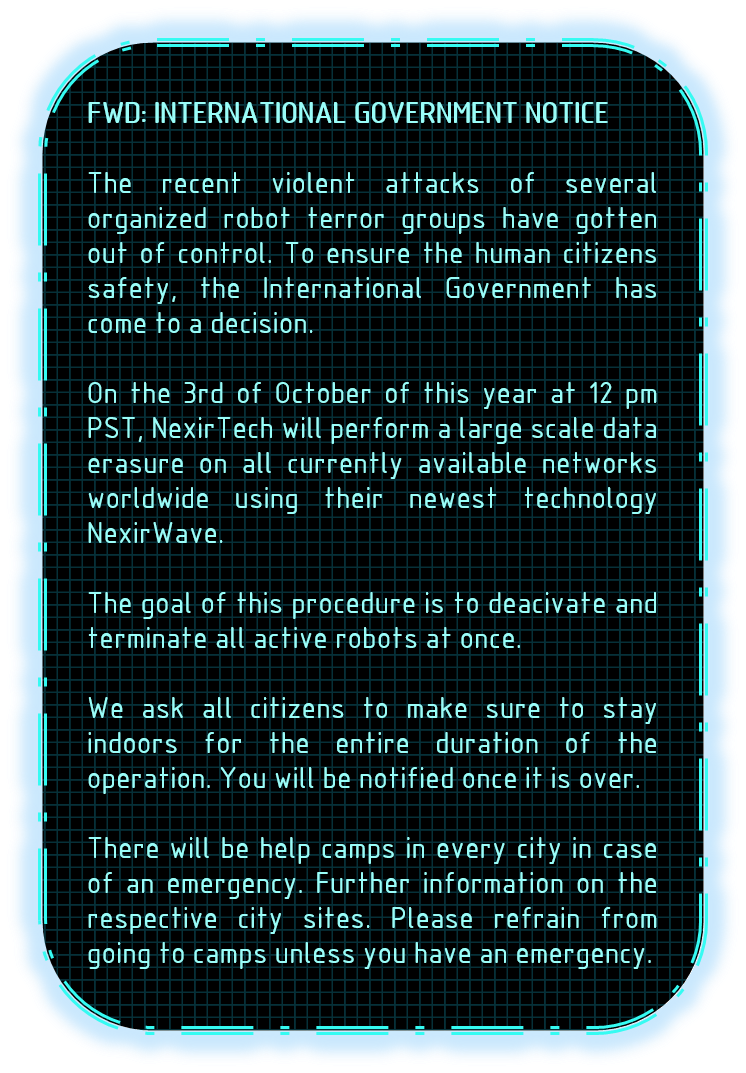 FWD: INTERNATIONAL GOVERNMENT NOTICE
The recent violent attacks of several
organized robot terror groups have gotten
out of control. To ensure the human citizens
safety, the International Government has
come to a decision.
On the 3rd of October of this year at 12 pm
PST, NexirTech will perform a large scale data
erasure on all currently available networks
worldwide using their newest technology
NexirWave.
The goal of this procedure is to deacivate and
terminate all active robots at once.
We ask all citizens to make sure to stay
indoors for the entire duration of the
operation. You will be notified once it is over.
There will be help camps in every city in case
of an emergency. Further information on the
respective city sites. Please refrain from
going to camps unless you have an emergency.